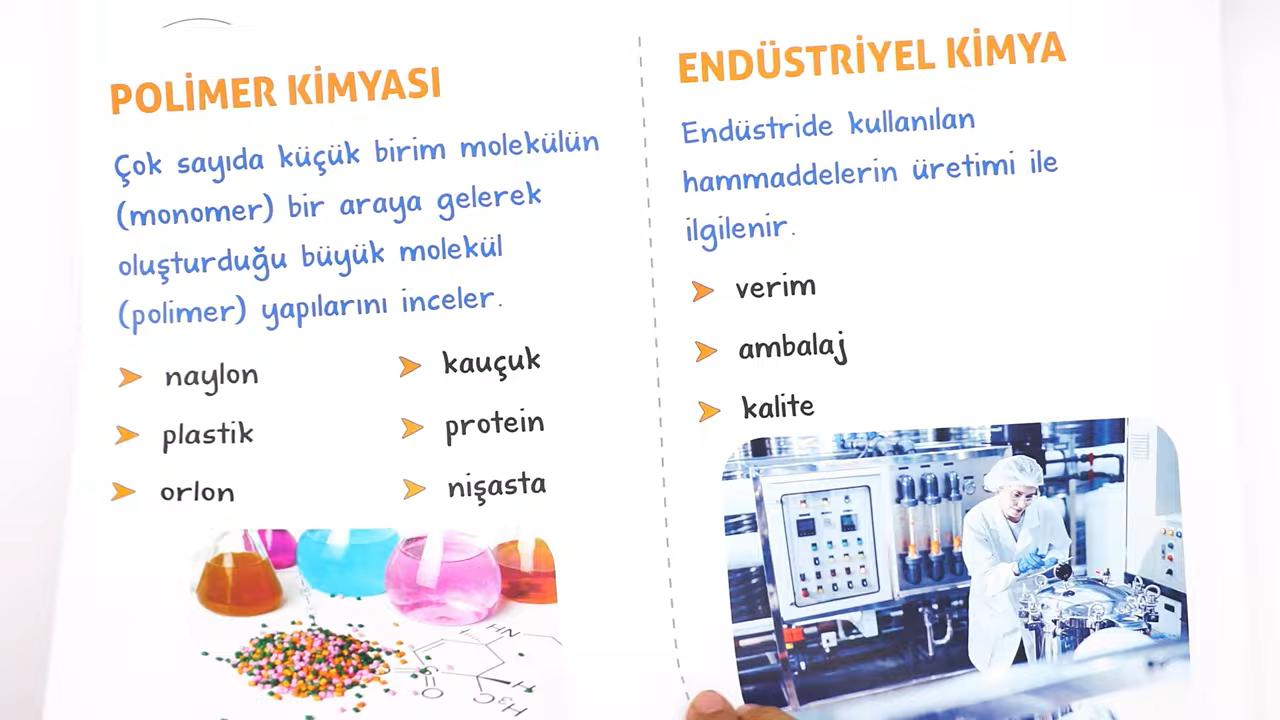 POLİMER KİMYASI
Çok sayıda küçük birim molekülün
(monomer) bir araya gelerek
oluşturduğu büyük molekül
(polimer) yapılarını inceler.
naylon
plastik
orlon
kauçuk
protein
nişasta
NH
S
O
H
H₃C
ENDÜSTRİYEL KİMYA
Endüstride kullanılan
hammaddelerin üretimi ile
ilgilenir.
verim
ambalaj
kalite